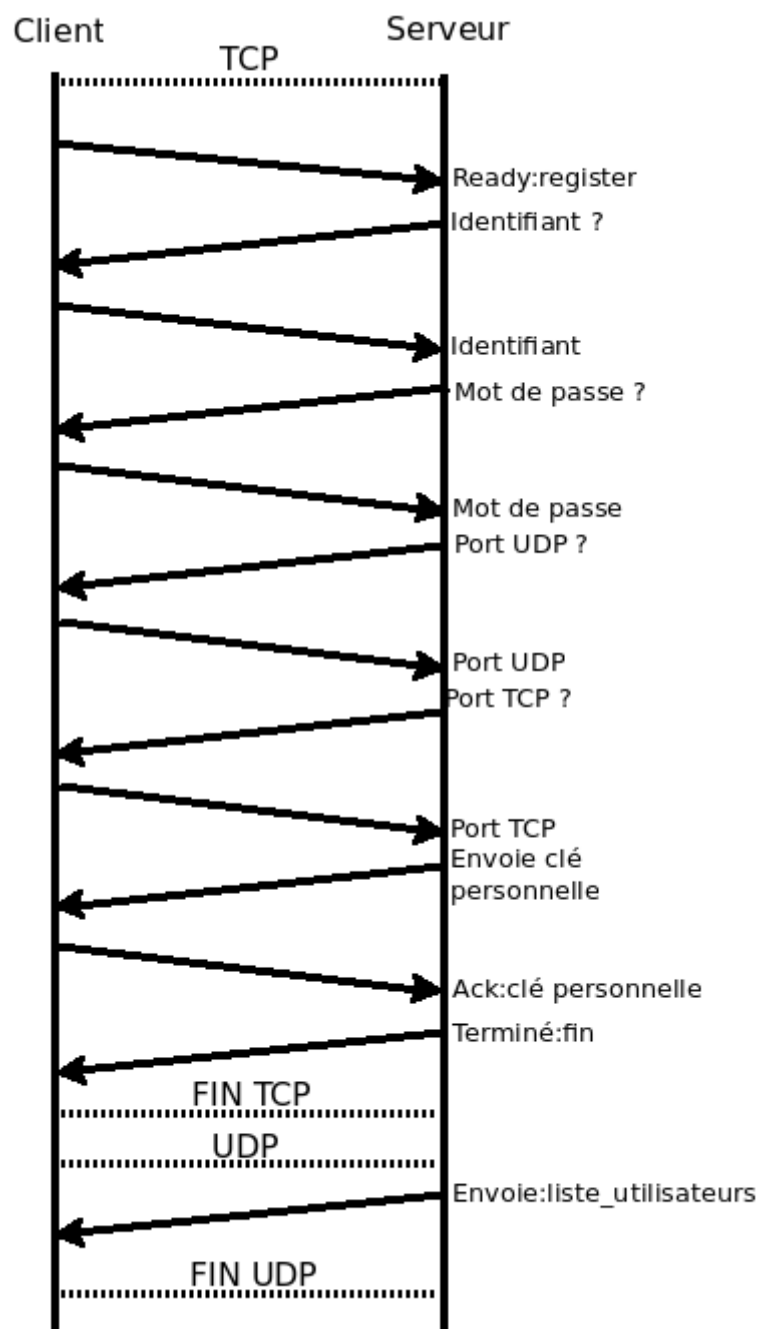 Client
Serveur
TCP
Ready:register
Identifiant ?
Identifiant
Mot de passe ?
Mot de passe
Port UDP ?
Port UDP
Port TCP ?
Port TCP
Envoie clé
personnelle
Ack:clé personnelle
Terminé:fin
FIN TCP
UDP
Envoie:liste_utilisateurs
FIN UDP